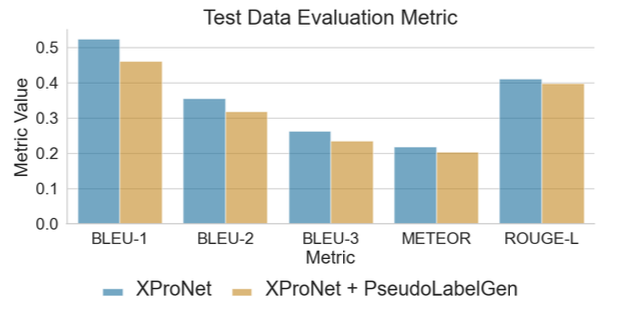 Test Data Evaluation Metric
Metric Value
0.5
0.4
0.3
0.2
0.1
0.0
BLEU-1 BLEU-2 BLEU-3 METEOR ROUGE-L
Metric
XProNet XProNet + PseudoLabelGen